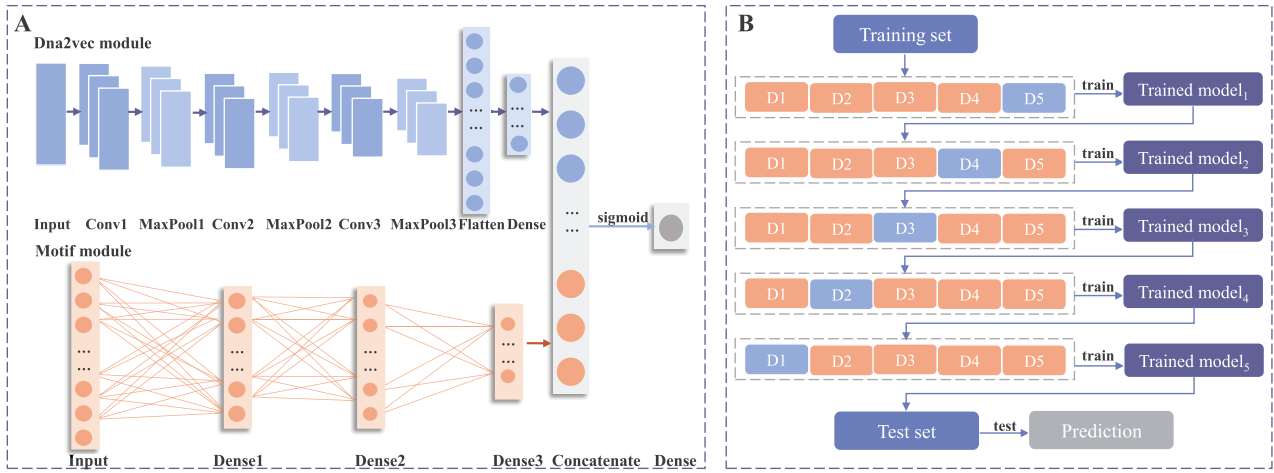 A
Dna2vec module
... ...
... ...
Input Conv1 MaxPool1 Conv2 MaxPool2 Conv3 MaxPool3 Flatten Dense
...
...
sigmoid
Motif module
... ... ... ...
... ... ... ...
Input Dense1 Dense2 Dense3 Concatenate Dense
B
Training set
D1 D2 D3 D4 D5 train Trained model1
D1 D2 D3 D4 D5 train Trained model2
D1 D2 D3 D4 D5 train Trained model3
D1 D2 D3 D4 D5 train Trained model4
D1 D2 D3 D4 D5 train Trained model5
Test set test Prediction